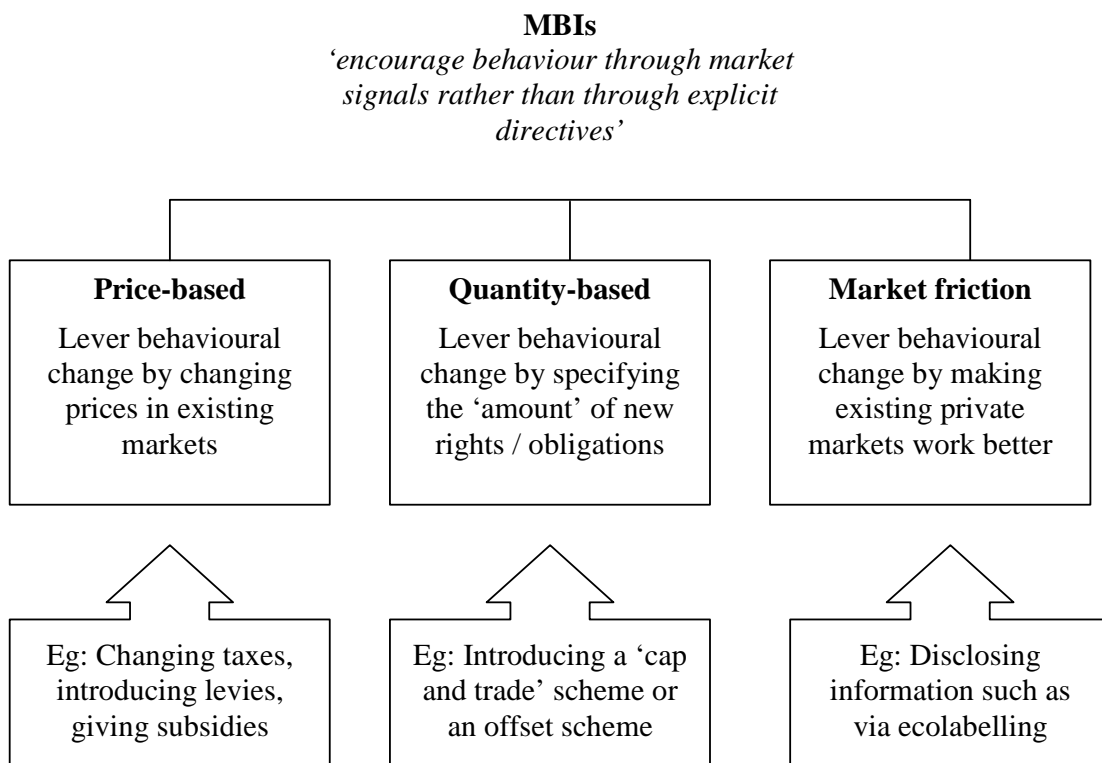 MBIs
‘encourage behaviour through market
signals rather than through explicit
directives’
Price-based
Lever behavioural
change by changing
prices in existing
markets
Quantity-based
Lever behavioural
change by specifying
the ‘amount’ of new
rights / obligations
Market friction
Lever behavioural
change by making
existing private
markets work better
Eg: Changing taxes,
introducing levies,
giving subsidies
Eg: Introducing a ‘cap
and trade’ scheme or
an offset scheme
Eg: Disclosing
information such as
via ecolabelling